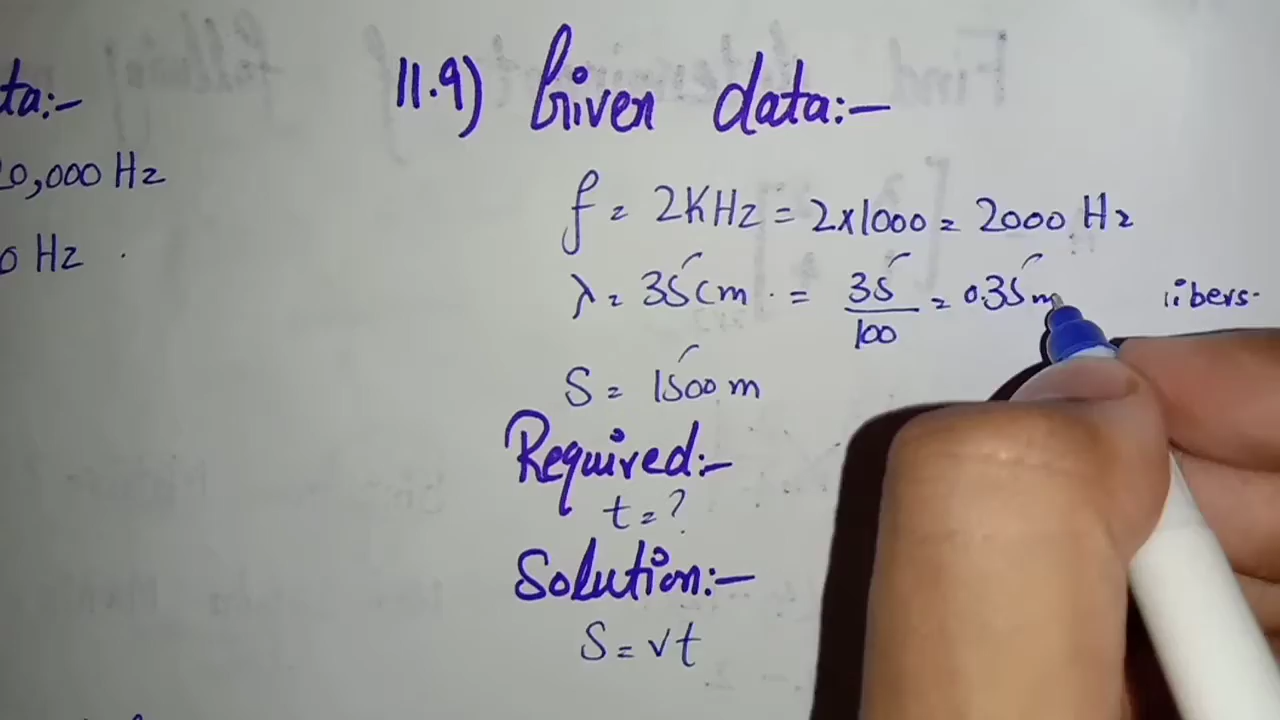 ta:-
20,000 Hz
0 Hz .
11.9) Given data:-
f = 2KHz = 2x1000 = 2000 Hz
λ = 35cm . = 35/100 = 0.35m
S = 1500 m
Required:-
t = ?
Solution:-
S = vt